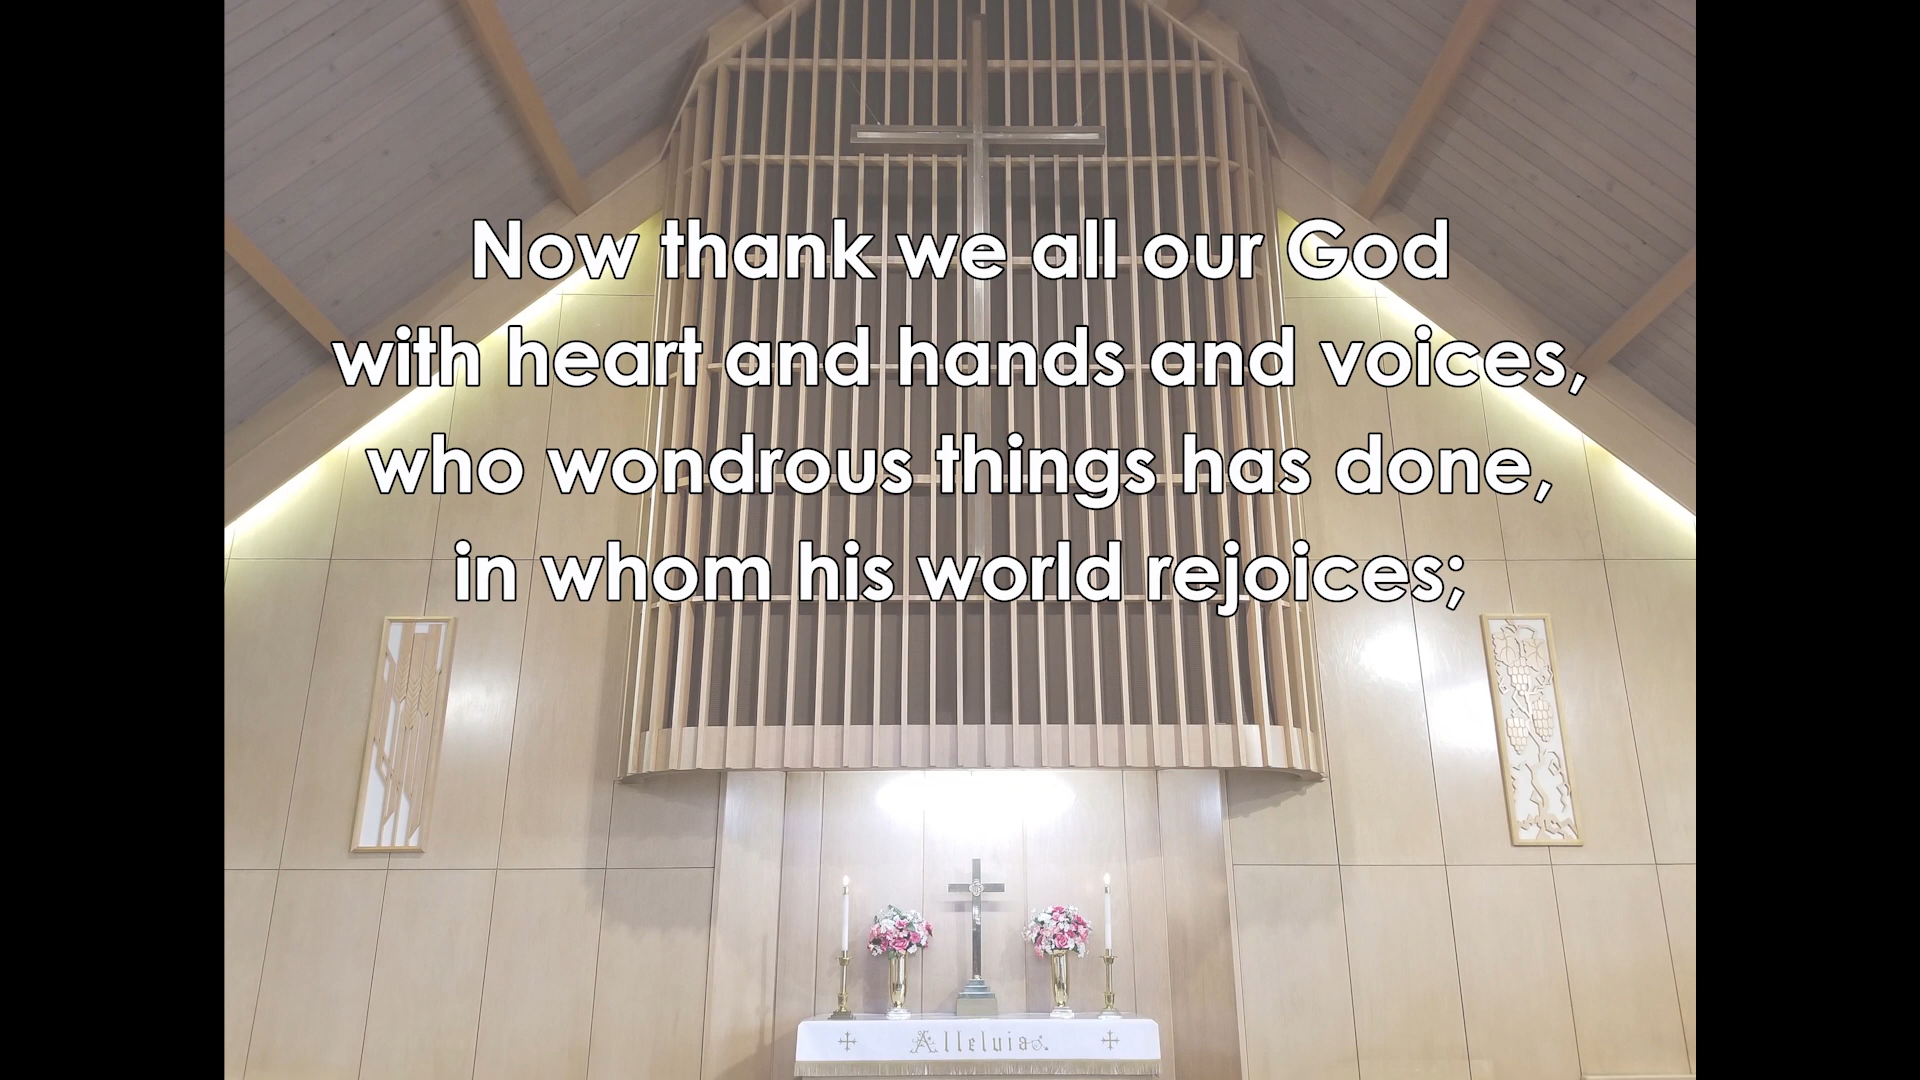 Now thank we all our God
with heart and hands and voices,
who wondrous things has done,
in whom his world rejoices;
Alleluia